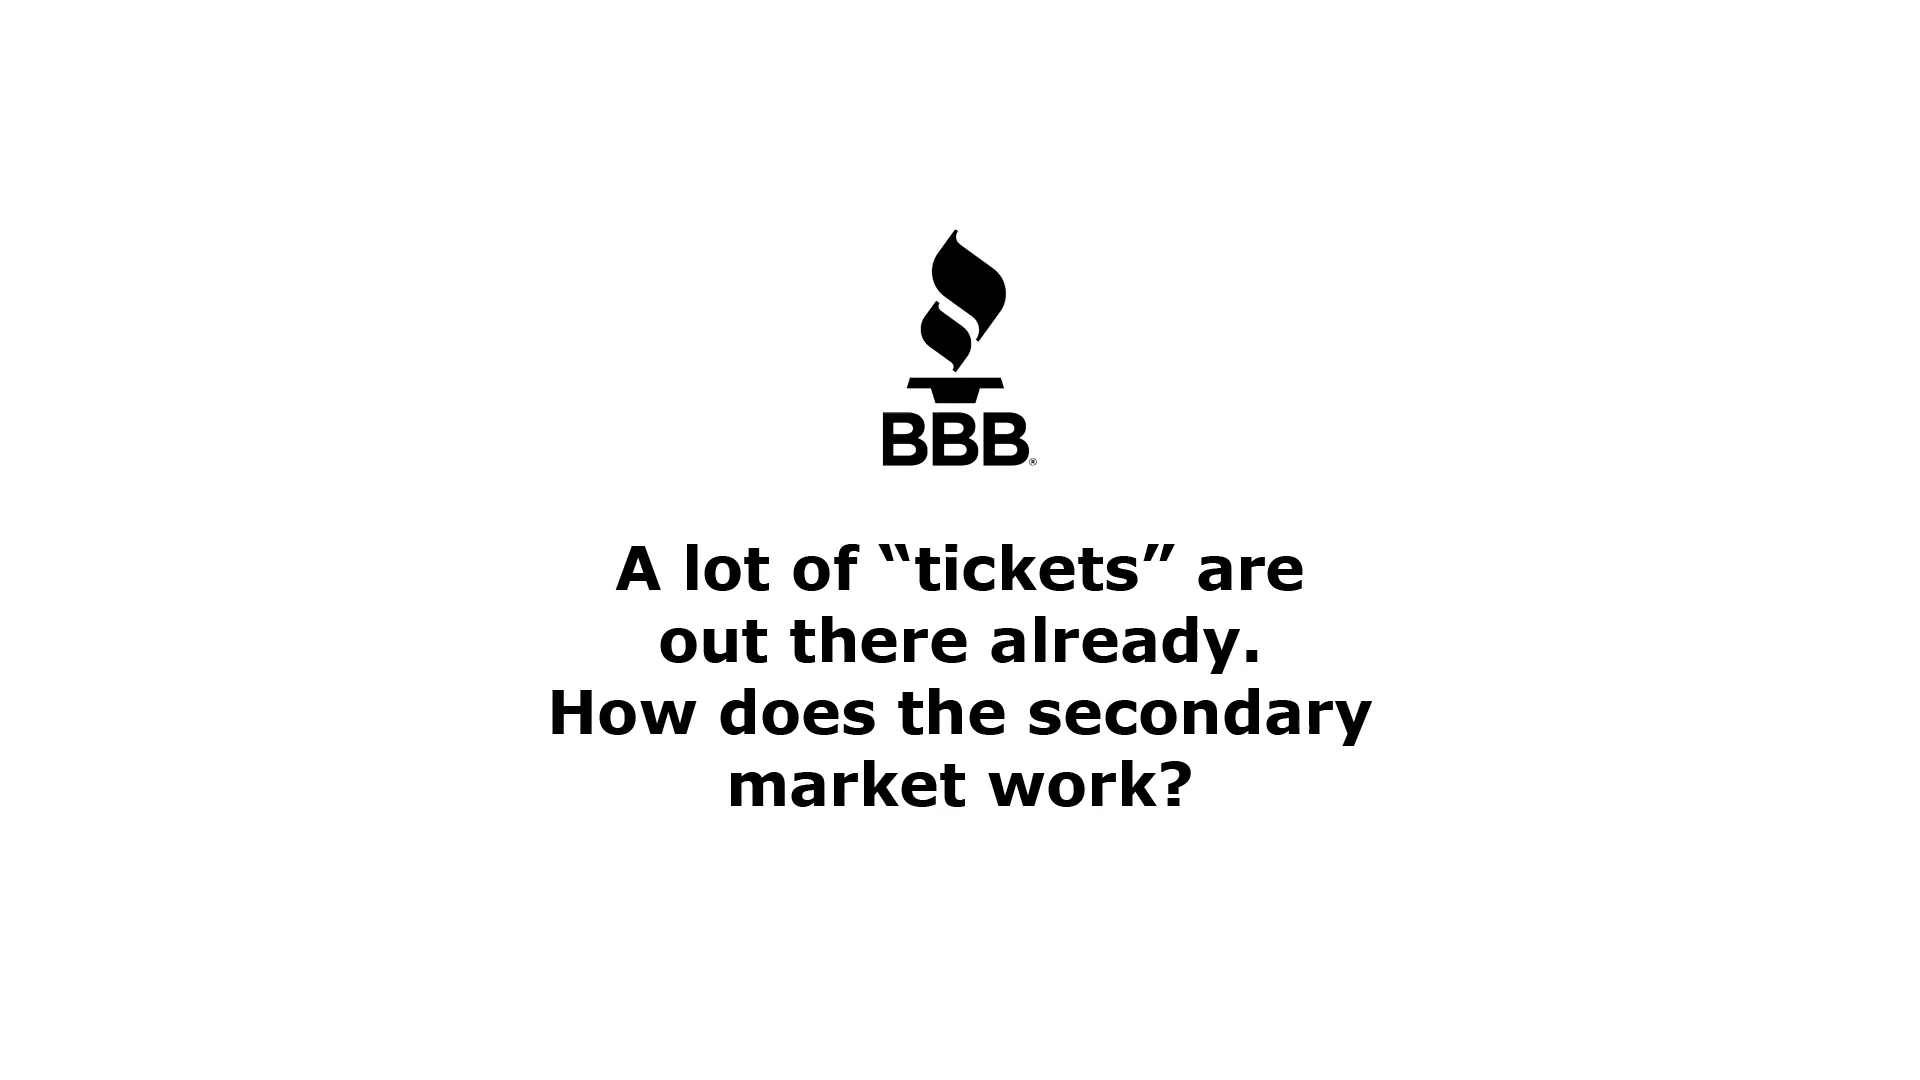 BBB®
A lot of “tickets” are
out there already.
How does the secondary
market work?